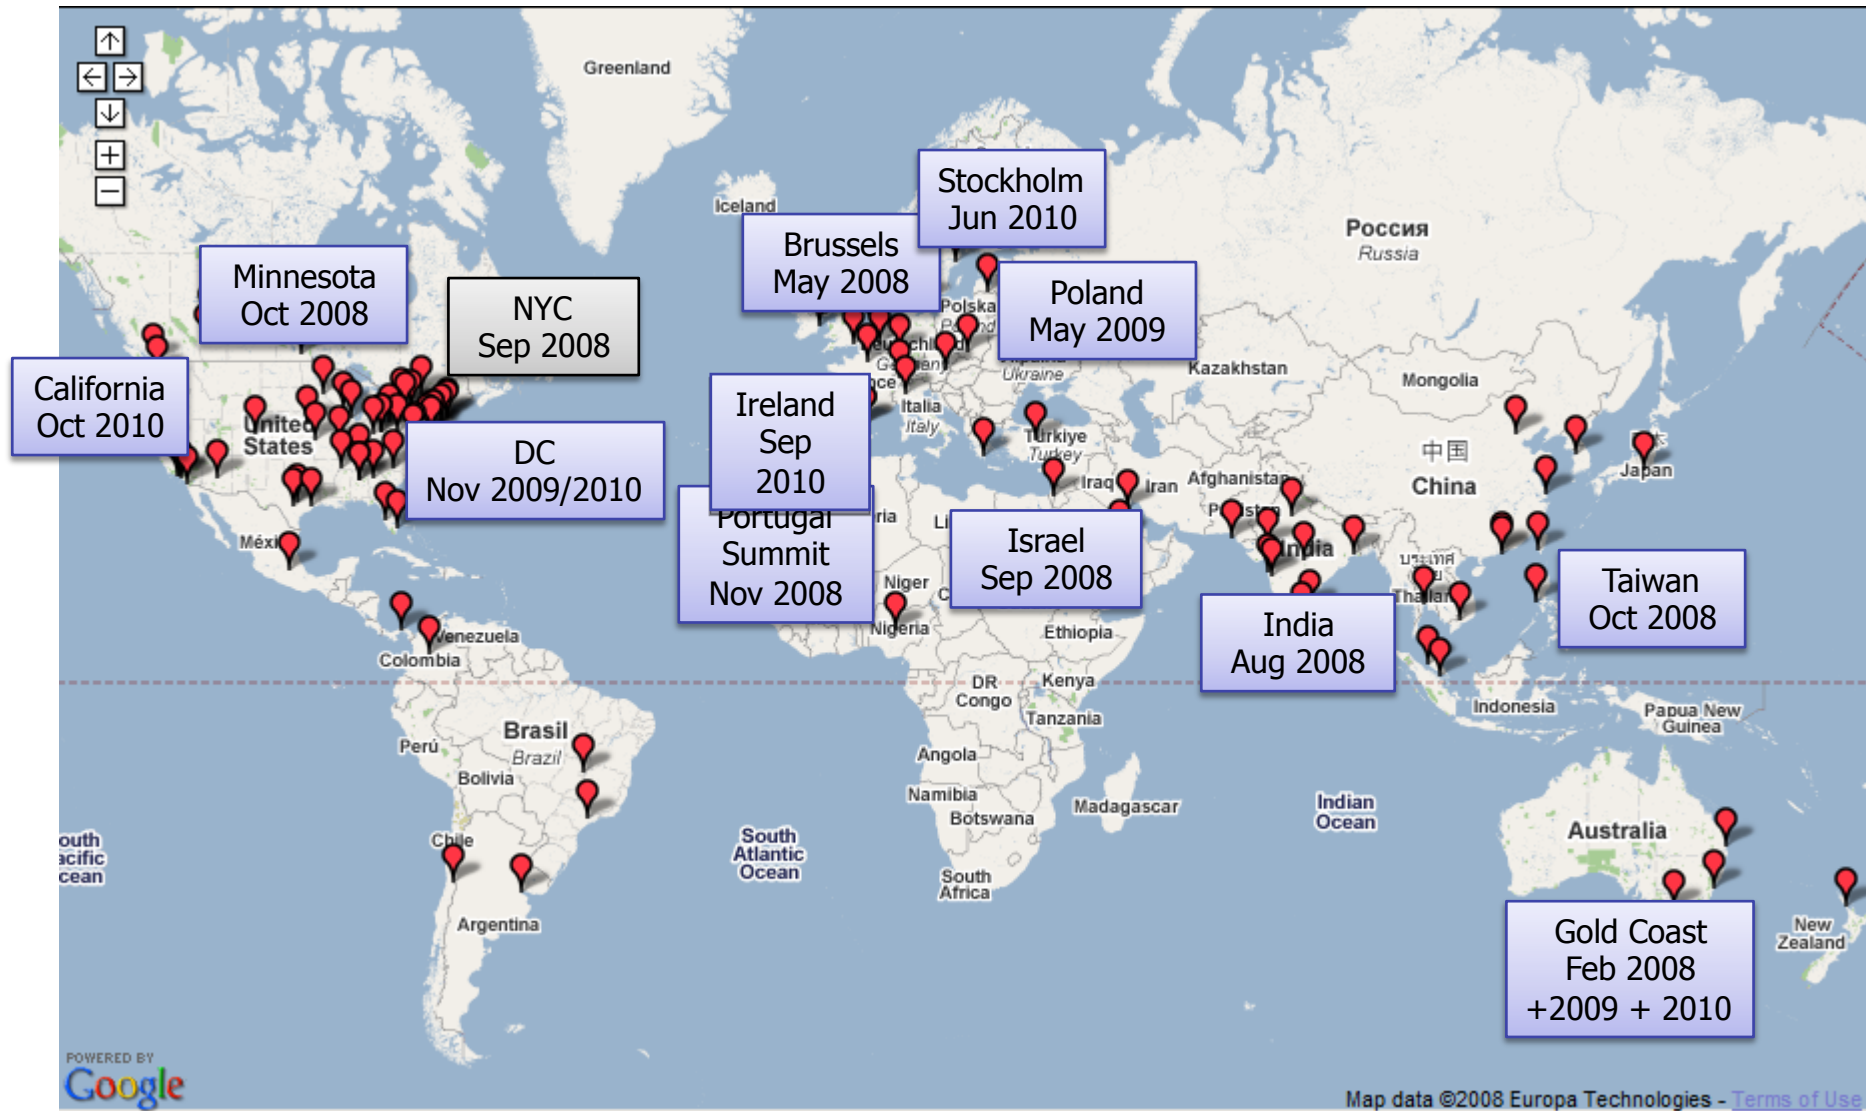 Greenland
Iceland
Stockholm
Jun 2010
Brussels
May 2008
Россия
Russia
Minnesota
Oct 2008
NYC
Sep 2008
Poland
May 2009
Polska
California
Oct 2010
United
States
DC
Nov 2009/2010
Ireland
Sep
2010
Portugal
Summit
Nov 2008
Germany
Ukraine
Italia
Italy
Türkiye
Turkey
Kazakhstan
Mongolia
中国
China
Japan
Iraq
Iran
Afghanistan
India
Israel
Sep 2008
India
Aug 2008
Taiwan
Oct 2008
Niger
Nigeria
Ethiopia
Venezuela
Colombia
DR
Congo
Kenya
Tanzania
Indonesia
Papua New
Guinea
Brasil
Brazil
Perú
Bolivia
Angola
Namibia
Botswana
Madagascar
Indian
Ocean
Australia
Chile
South
Atlantic
Ocean
South
Africa
Argentina
Gold Coast
Feb 2008
+2009 + 2010
New
Zealand
POWERED BY
Google
Map data ©2008 Europa Technologies - Terms of Use